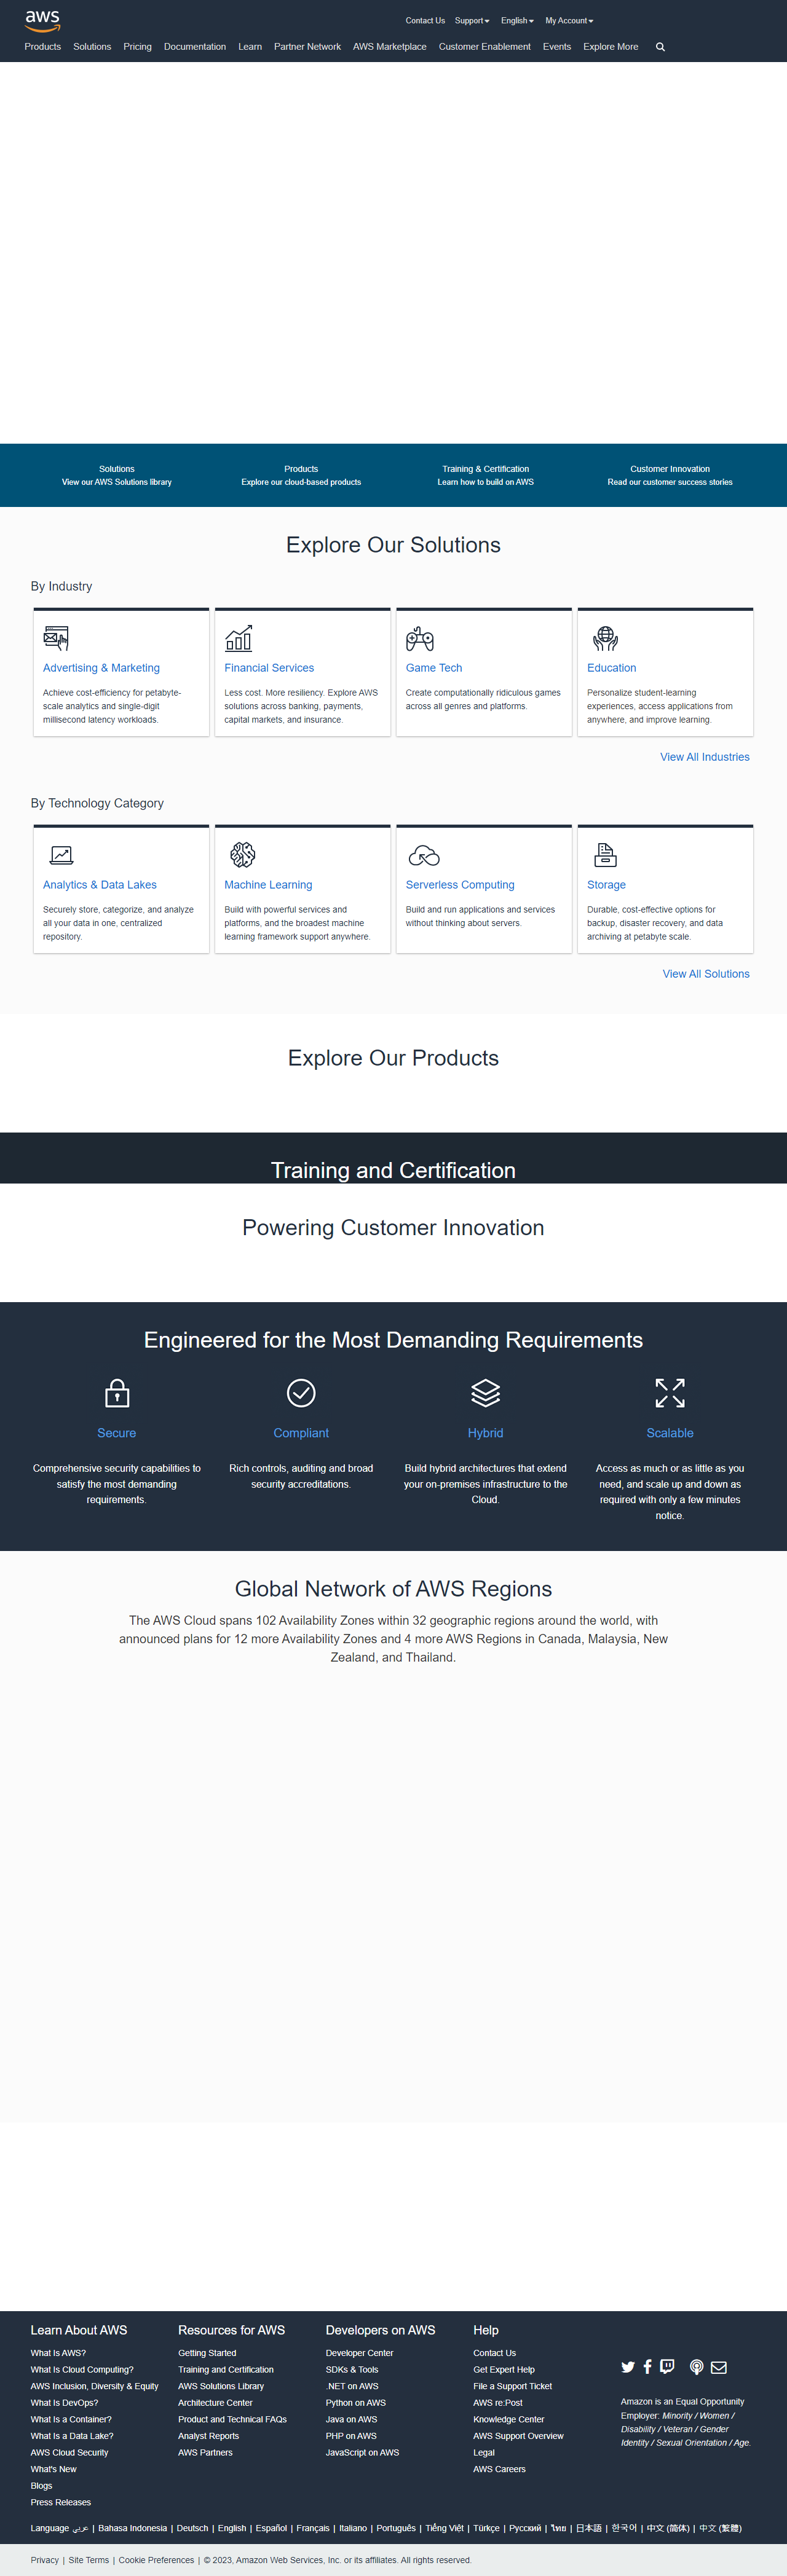 aws
Contact Us Support English My Account
Products Solutions Pricing Documentation Learn Partner Network AWS Marketplace Customer Enablement Events Explore More
Solutions
View our AWS Solutions library
Products
Explore our cloud-based products
Training & Certification
Learn how to build on AWS
Customer Innovation
Read our customer success stories
Explore Our Solutions
By Industry
Advertising & Marketing
Achieve cost-efficiency for petabyte-
scale analytics and single-digit
millisecond latency workloads.
Financial Services
Less cost. More resiliency. Explore AWS
solutions across banking, payments,
capital markets, and insurance.
Game Tech
Create computationally ridiculous games
across all genres and platforms.
Education
Personalize student-learning
experiences, access applications from
anywhere, and improve learning.
View All Industries
By Technology Category
Analytics & Data Lakes
Securely store, categorize, and analyze
all your data in one, centralized
repository.
Machine Learning
Build with powerful services and
platforms, and the broadest machine
learning framework support anywhere.
Serverless Computing
Build and run applications and services
without thinking about servers.
Storage
Durable, cost-effective options for
backup, disaster recovery, and data
archiving at petabyte scale.
View All Solutions
Explore Our Products
Training and Certification
Powering Customer Innovation
Engineered for the Most Demanding Requirements
Secure
Comprehensive security capabilities to
satisfy the most demanding
requirements.
Compliant
Rich controls, auditing and broad
security accreditations.
Hybrid
Build hybrid architectures that extend
your on-premises infrastructure to the
Cloud.
Scalable
Access as much or as little as you
need, and scale up and down as
required with only a few minutes
notice.
Global Network of AWS Regions
The AWS Cloud spans 102 Availability Zones within 32 geographic regions around the world, with
announced plans for 12 more Availability Zones and 4 more AWS Regions in Canada, Malaysia, New
Zealand, and Thailand.
Learn About AWS
What Is AWS?
What Is Cloud Computing?
AWS Inclusion, Diversity & Equity
What Is DevOps?
What Is a Container?
What Is a Data Lake?
AWS Cloud Security
What's New
Blogs
Press Releases
Resources for AWS
Getting Started
Training and Certification
AWS Solutions Library
Architecture Center
Product and Technical FAQs
Analyst Reports
AWS Partners
Developers on AWS
Developer Center
SDKs & Tools
.NET on AWS
Python on AWS
Java on AWS
PHP on AWS
JavaScript on AWS
Help
Contact Us
Get Expert Help
File a Support Ticket
AWS re:Post
Knowledge Center
AWS Support Overview
Legal
AWS Careers
Amazon is an Equal Opportunity
Employer: Minority / Women /
Disability / Veteran / Gender
Identity / Sexual Orientation / Age.
Language عربي | Bahasa Indonesia | Deutsch | English | Español | Français | Italiano | Português | Tiếng Việt | Türkçe | Ρусский | ไทย | 日本語 | 한국어 | 中文 (简体) | 中文 (繁體)
Privacy | Site Terms | Cookie Preferences | © 2023, Amazon Web Services, Inc. or its affiliates. All rights reserved.